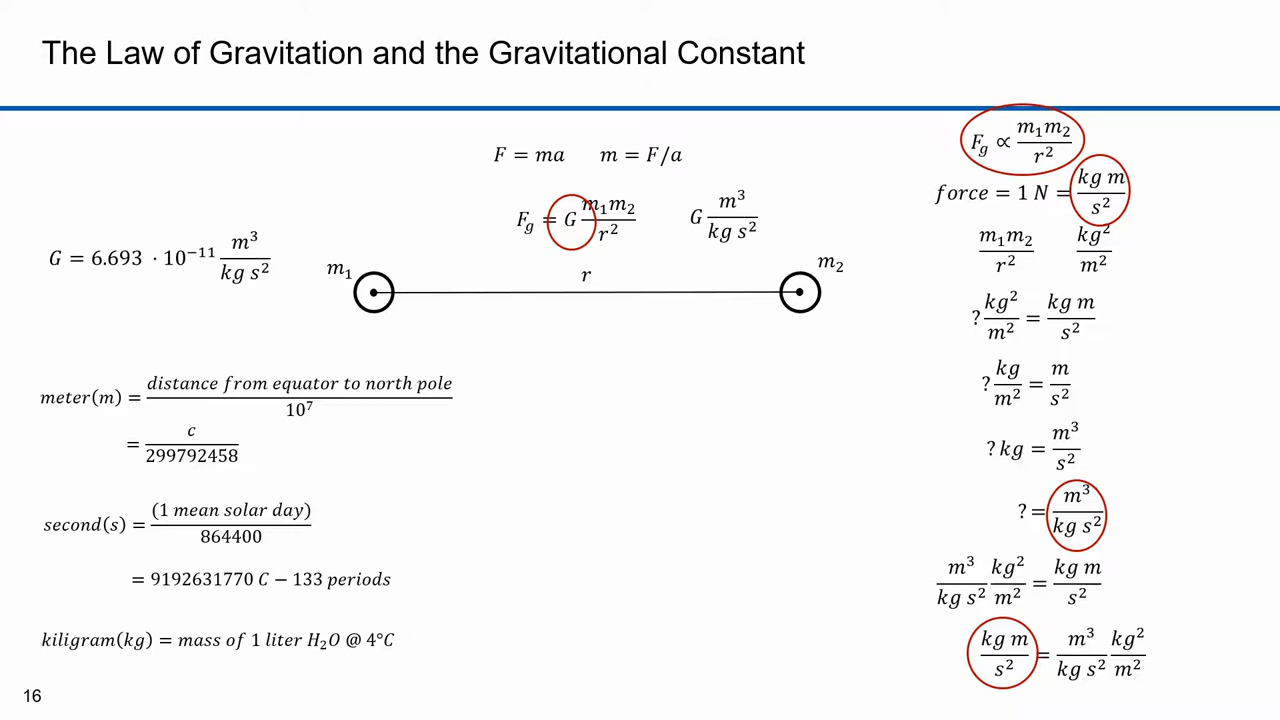 The Law of Gravitation and the Gravitational Constant
F = ma m = F/a
F_g = G m₁m₂/r² G m³/(kg s²)
G = 6.693 · 10⁻¹¹ m³/(kg s²)
m₁
r
m₂
meter(m) = distance from equator to north pole/10⁷
= c/299792458
second(s) = (1 mean solar day)/864400
= 9192631770 C − 133 periods
kiligram(kg) = mass of 1 liter H₂O @ 4°C
F_g ∝ m₁m₂/r²
force = 1 N = kg m/s²
m₁m₂/r² kg²/m²
? kg²/m² = kg m/s²
? kg/m² = m/s²
? kg = m³/s²
? = m³/(kg s²)
m³/(kg s²) kg²/m² = kg m/s²
kg m/s² = m³/(kg s²) kg²/m²
16